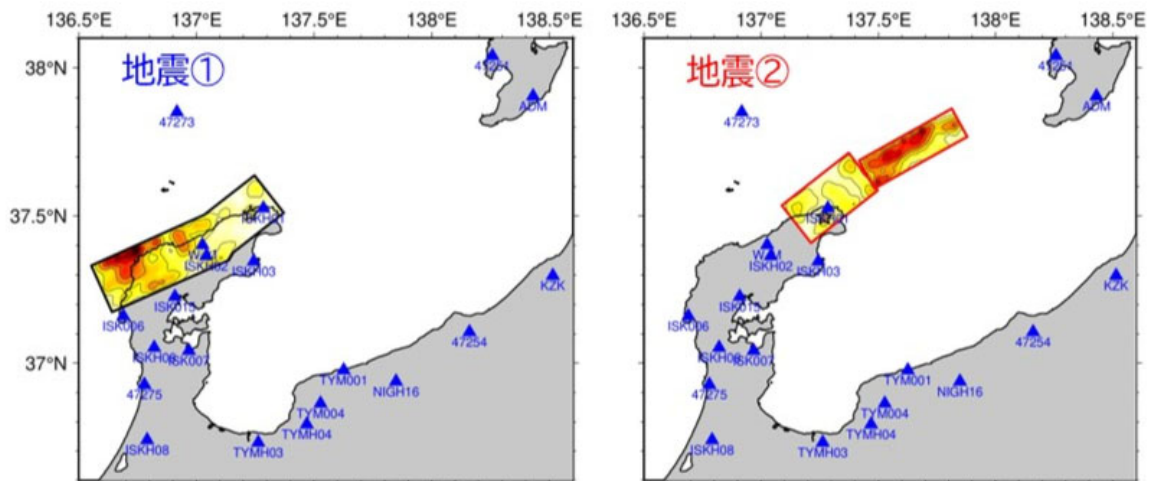 136.5°E 137°E 137.5°E 138°E 138.5°E
38°N
37.5°N
37°N
地震①
47273
ADM
ISKH02
ISKH03
ISK015
ISK006
ISK007
47275
ISKH08
KZK
47254
TYM001
NIGH16
TYM004
TYMH04
TYMH03
136.5°E 137°E 137.5°E 138°E 138.5°E
地震②
47273
ADM
WJM
ISKH02
ISKH03
ISK015
ISK006
ISK007
47275
ISKH08
KZK
47254
TYM001
NIGH16
TYM004
TYMH04
TYMH03